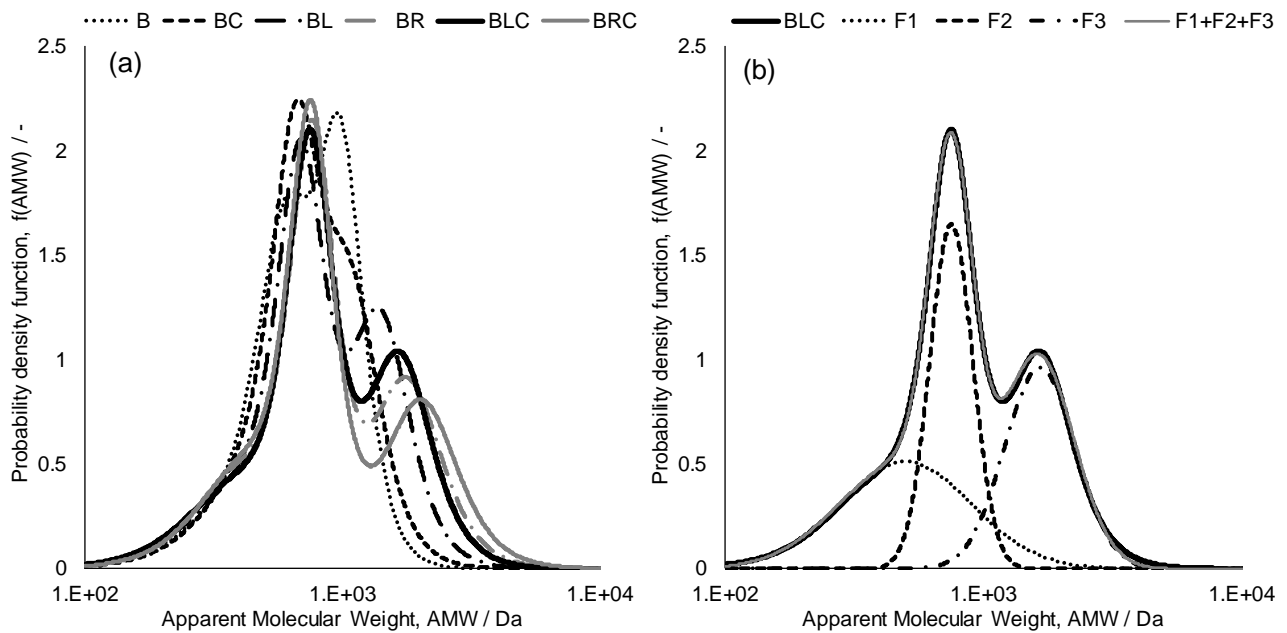 B BC BL BR BLC BRC
BLC F1 F2 F3 F1+F2+F3
(a)
Probability density function, f(AMW) / -
2.5
2
1.5
1
0.5
0
1.E+02 1.E+03 1.E+04
Apparent Molecular Weight, AMW / Da
(b)
Probability density function, f(AMW) / -
2.5
2
1.5
1
0.5
0
1.E+02 1.E+03 1.E+04
Apparent Molecular Weight, AMW / Da